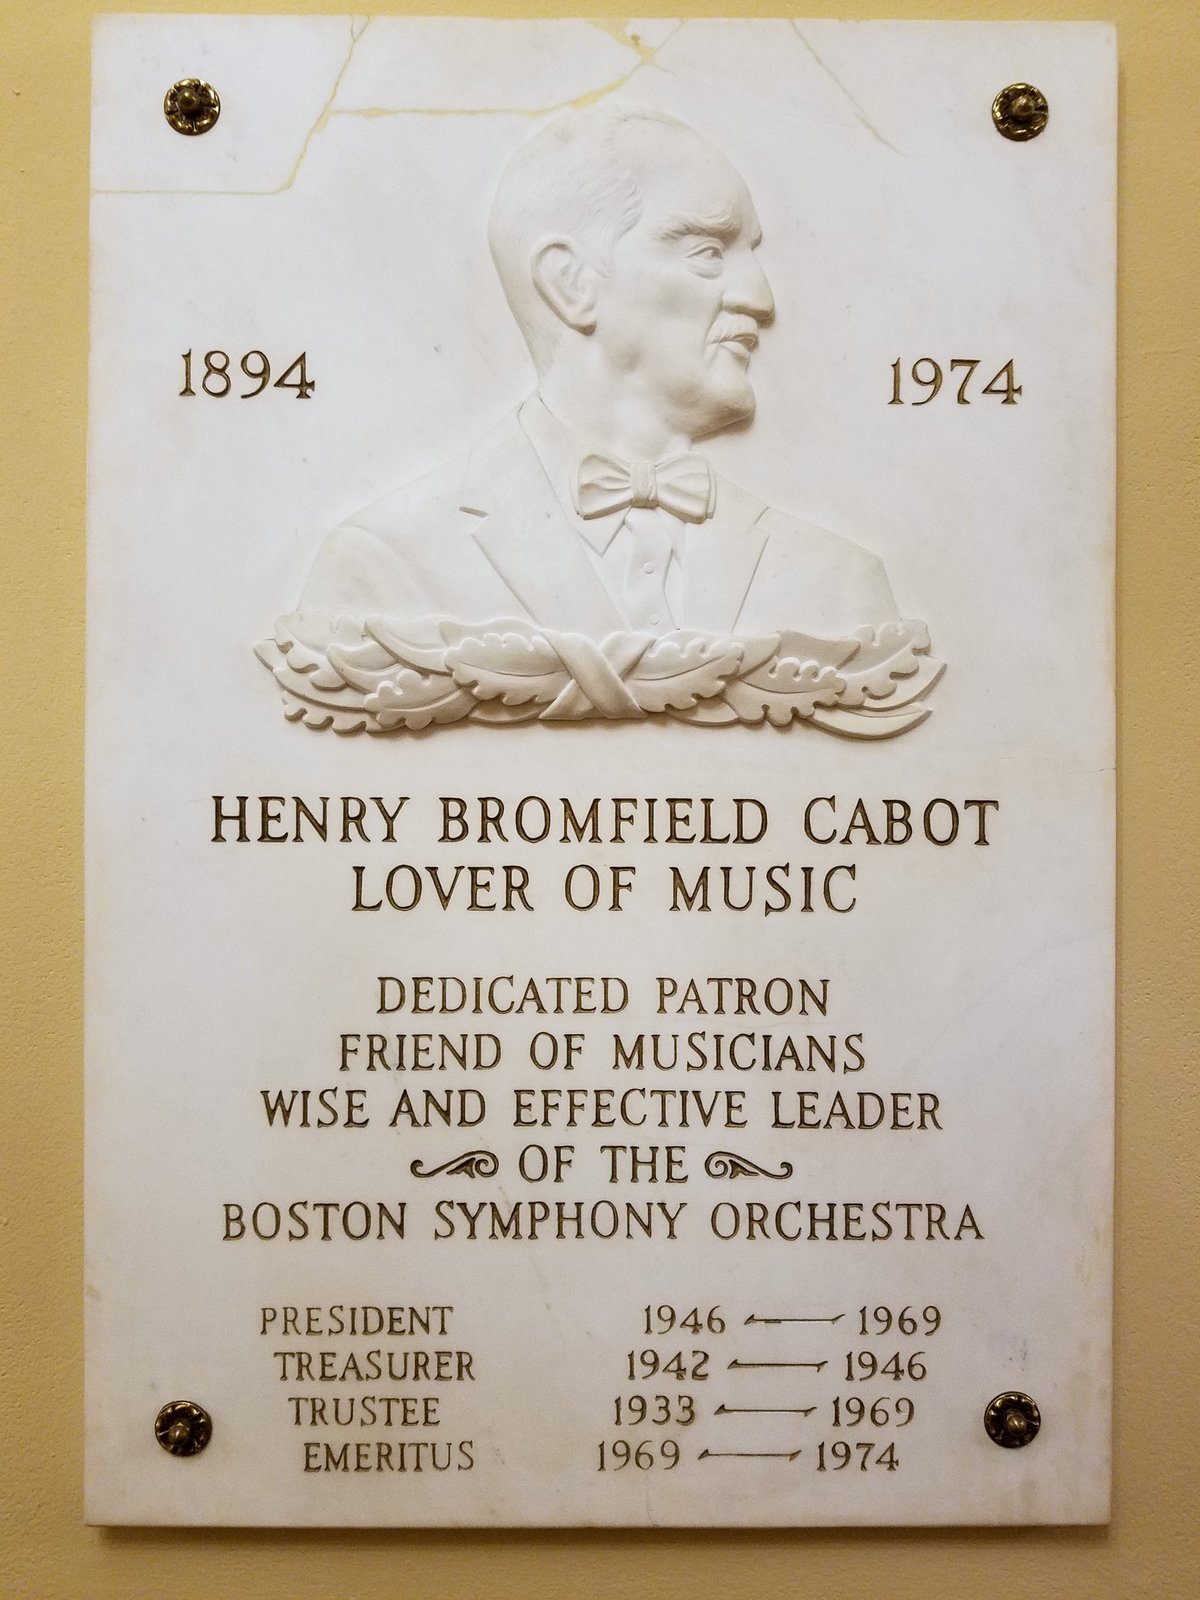 1894
1974
HENRY BROMFIELD CABOT
LOVER OF MUSIC
DEDICATED PATRON
FRIEND OF MUSICIANS
WISE AND EFFECTIVE LEADER
OF THE
BOSTON SYMPHONY ORCHESTRA
PRESIDENT 1946 — 1969
TREASURER 1942 — 1946
TRUSTEE 1933 — 1969
EMERITUS 1969 — 1974